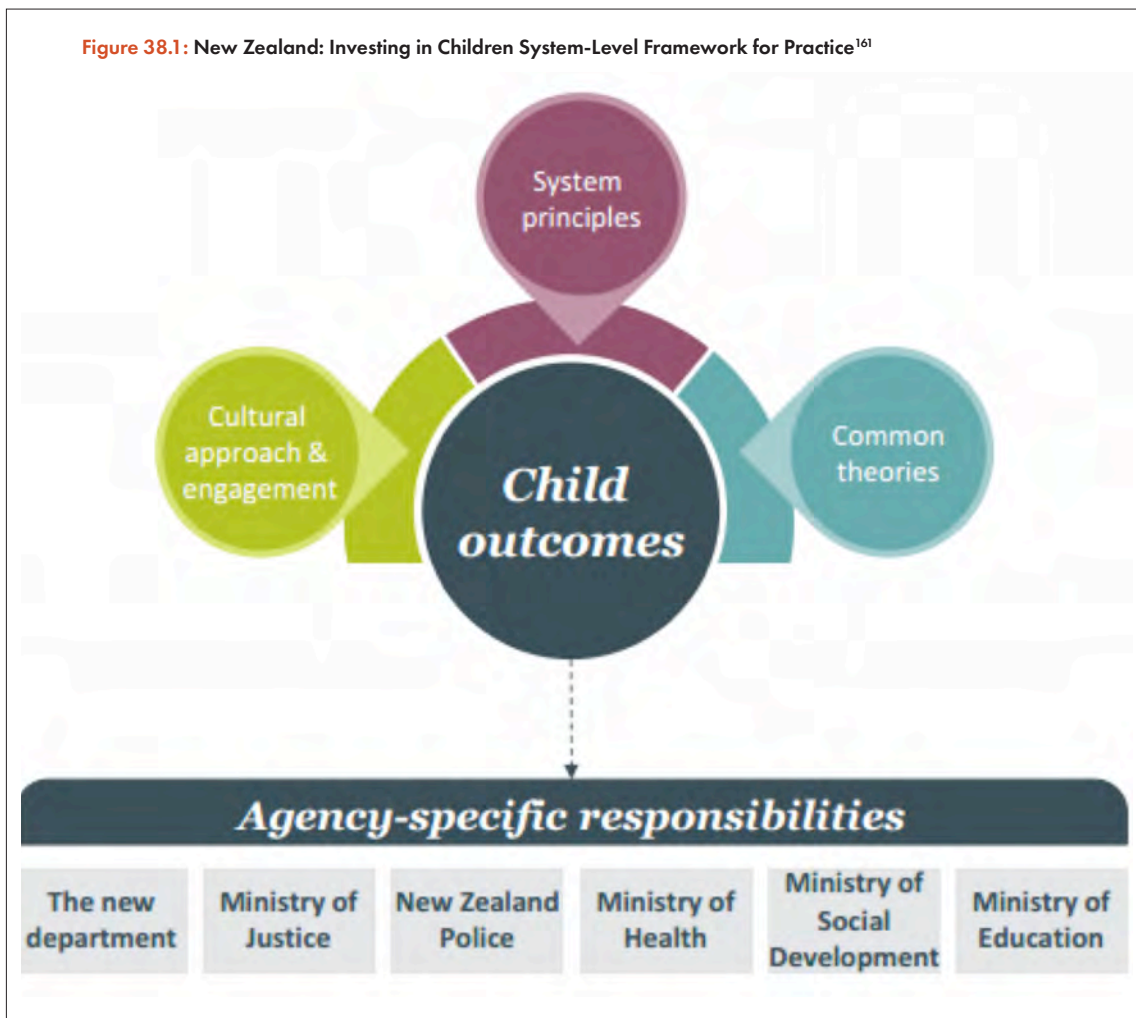 Figure 38.1: New Zealand: Investing in Children System-Level Framework for Practice¹⁶¹
System
principles
Cultural
approach &
engagement
Common
theories
Child
outcomes
Agency-specific responsibilities
The new
department
Ministry of
Justice
New Zealand
Police
Ministry of
Health
Ministry of
Social
Development
Ministry of
Education